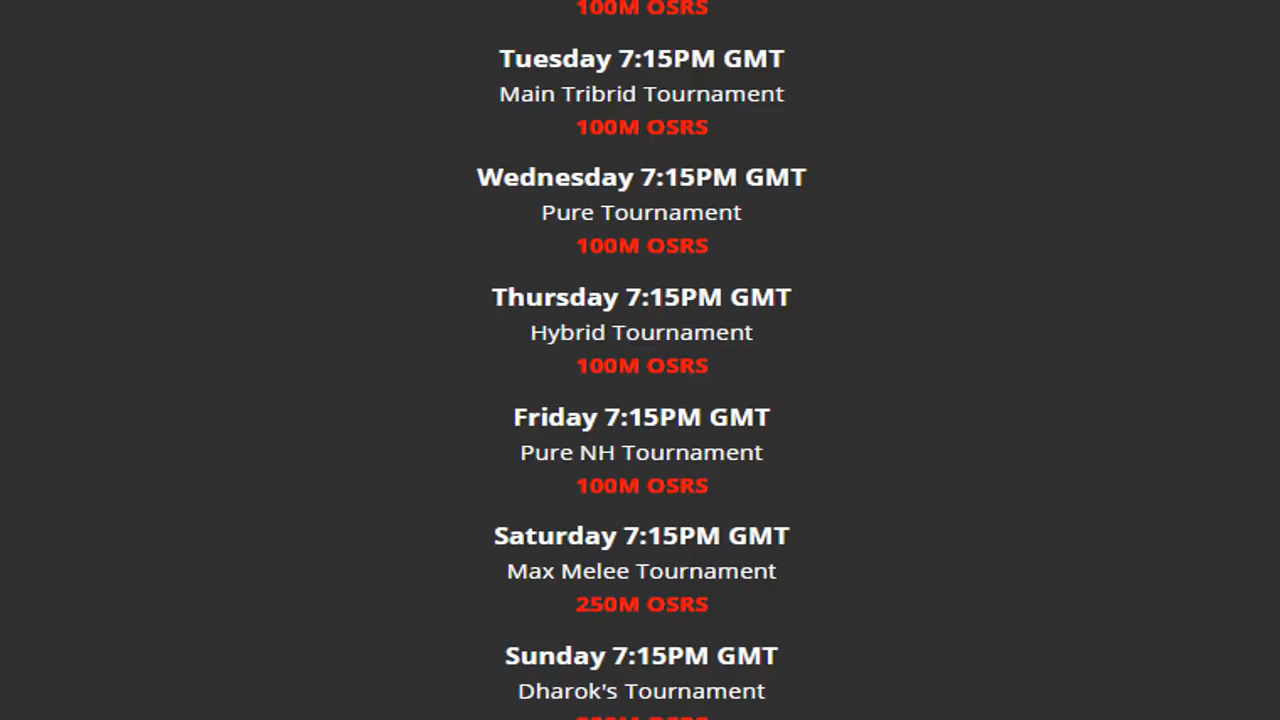 100M OSRS
Tuesday 7:15PM GMT
Main Tribrid Tournament
100M OSRS
Wednesday 7:15PM GMT
Pure Tournament
100M OSRS
Thursday 7:15PM GMT
Hybrid Tournament
100M OSRS
Friday 7:15PM GMT
Pure NH Tournament
100M OSRS
Saturday 7:15PM GMT
Max Melee Tournament
250M OSRS
Sunday 7:15PM GMT
Dharok's Tournament